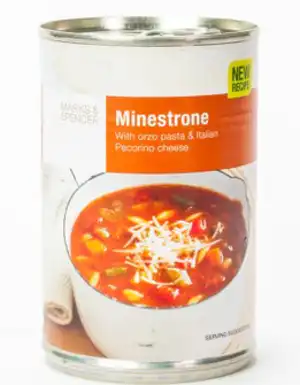 NEW
RECIPE
MARKS &
SPENCER
Minestrone
With orzo pasta & Italian
Pecorino cheese
SERVING SUGGESTION